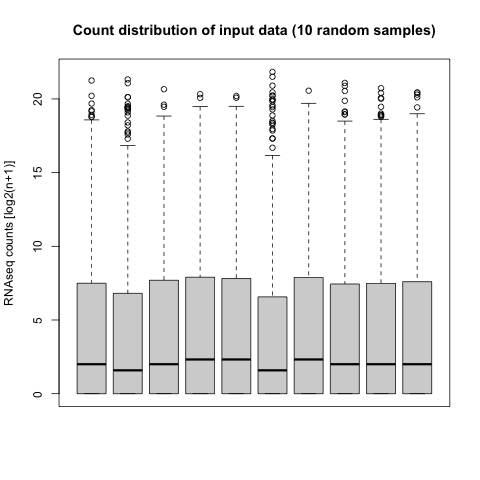 Count distribution of input data (10 random samples)
RNAseq counts [log2(n+1)]
20
15
10
5
0